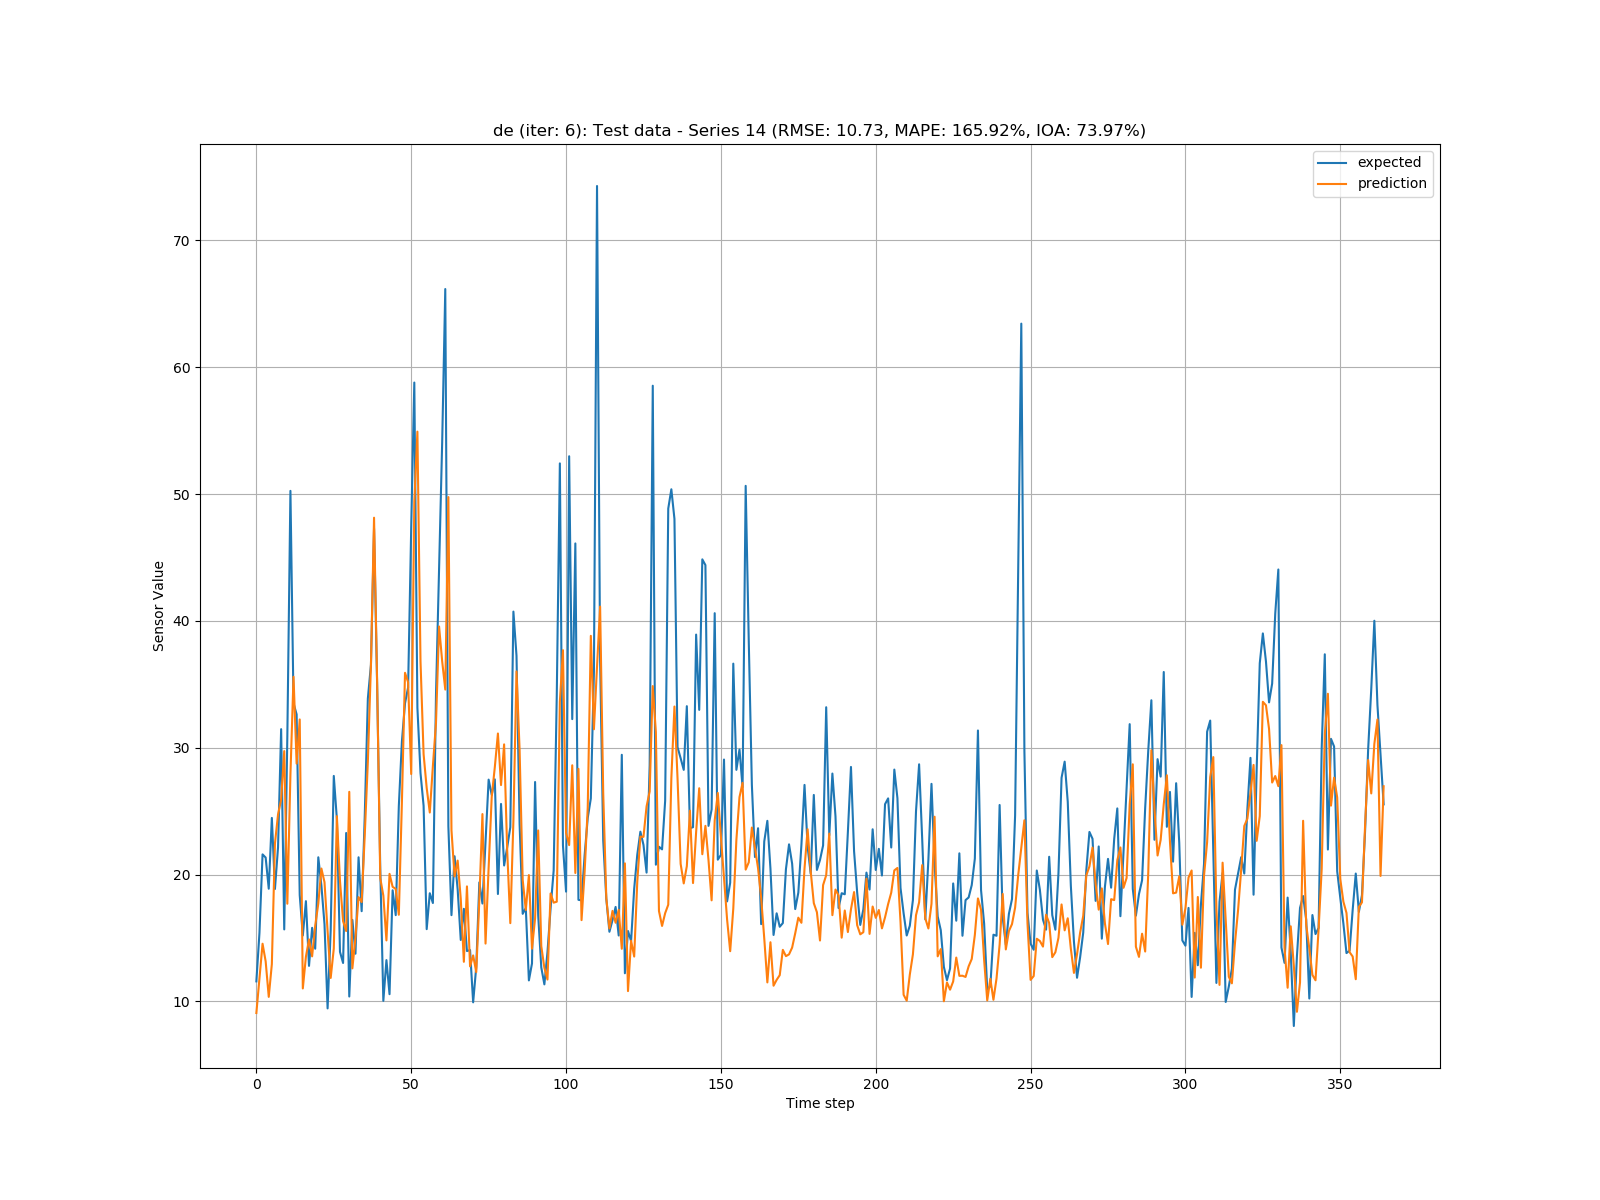 de (iter: 6): Test data - Series 14 (RMSE: 10.73, MAPE: 165.92%, IOA: 73.97%)
expected
prediction
70
60
50
40
30
20
10
Sensor Value
0 50 100 150 200 250 300 350
Time step